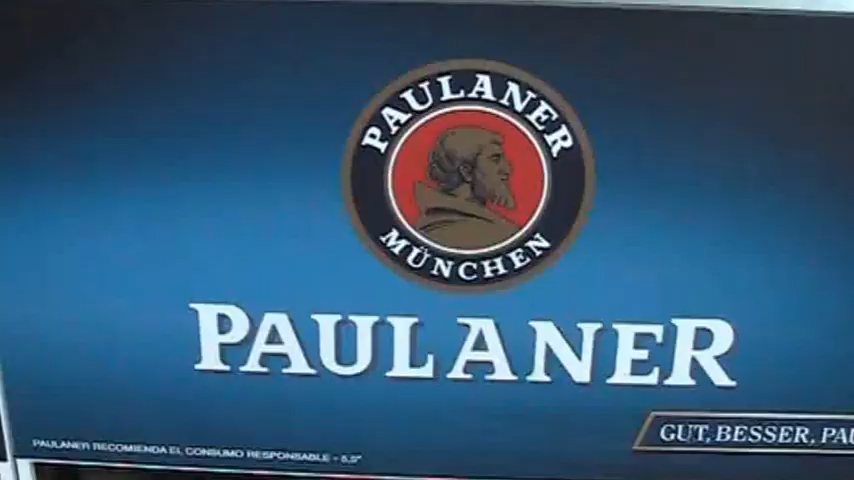 PAULANER
MÜNCHEN
PAULANER
GUT, BESSER, PAU
PAULANER RECOMIENDA EL CONSUMO RESPONSABLE - 5,5°